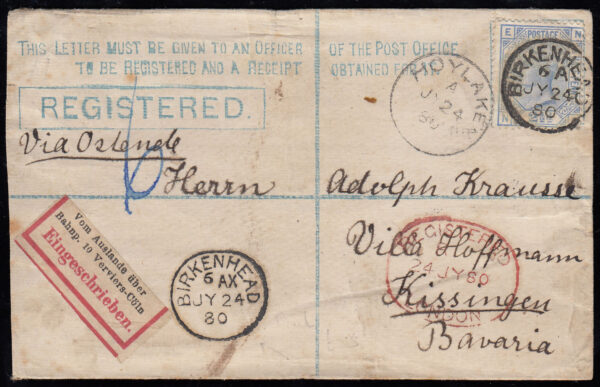 THIS LETTER MUST BE GIVEN TO AN OFFICER OF THE POST OFFICE
TO BE REGISTERED AND A RECEIPT OBTAINED FOR IT.
REGISTERED.
Via Ostende
Herrn Adolph Krausse
Villa Hoffmann
Kissingen
Bavaria
E POSTAGE N
HOYLAKE
A
JY 24
80
BIRKENHEAD
6 AX
JY 24
80
Vom Auslande über
Bahnp. 10 Verviers-Cöln
Eingeschrieben.
BIRKENHEAD
6 AX
JY 24
80
REGISTERED
24 JY 80
LONDON